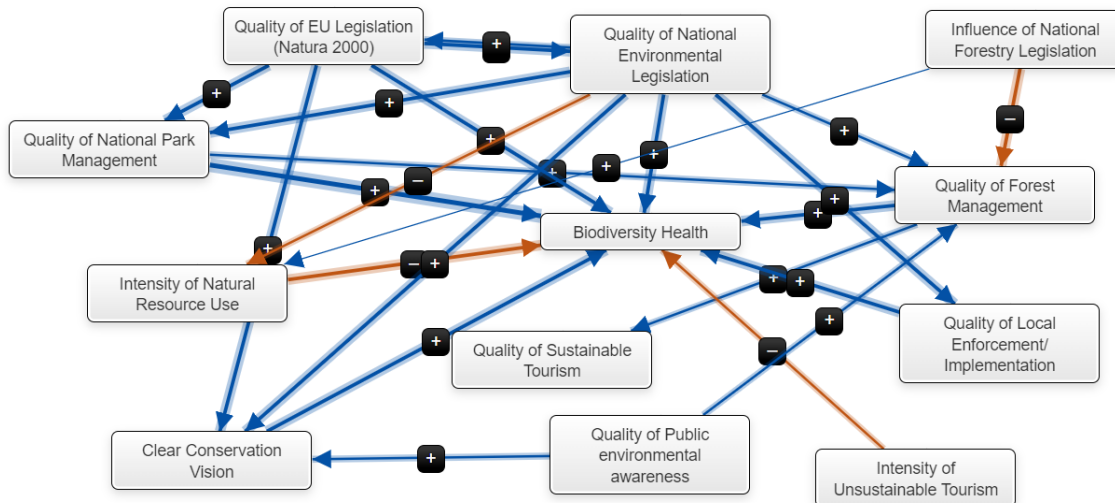 Quality of EU Legislation
(Natura 2000)
Quality of National
Environmental
Legislation
Influence of National
Forestry Legislation
+
+
+
–
Quality of National Park
Management
+
+
+
+
+
–
+
+
+
Quality of Forest
Management
+
Biodiversity Health
+
–
+
Intensity of Natural
Resource Use
+
+
Quality of Local
Enforcement/
Implementation
+
+
–
Quality of Sustainable
Tourism
Clear Conservation
Vision
+
Quality of Public
environmental
awareness
Intensity of
Unsustainable Tourism